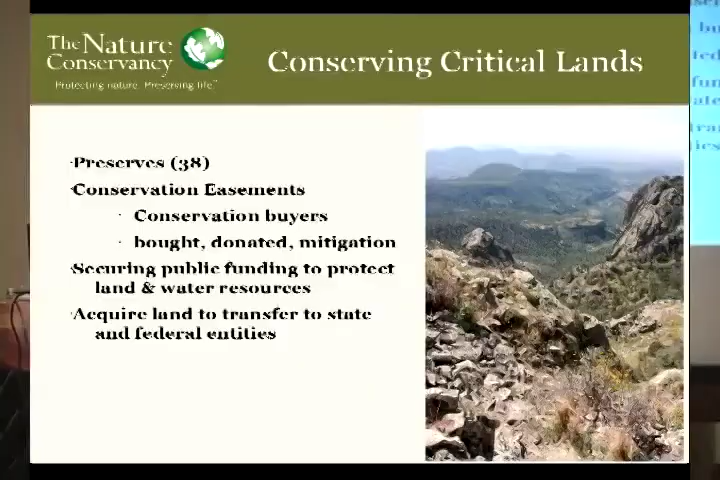 The Nature
Conservancy
Protecting nature. Preserving life.™
Conserving Critical Lands
·Preserves (38)
·Conservation Easements
· Conservation buyers
· bought, donated, mitigation
·Securing public funding to protect
land & water resources
·Acquire land to transfer to state
and federal entities